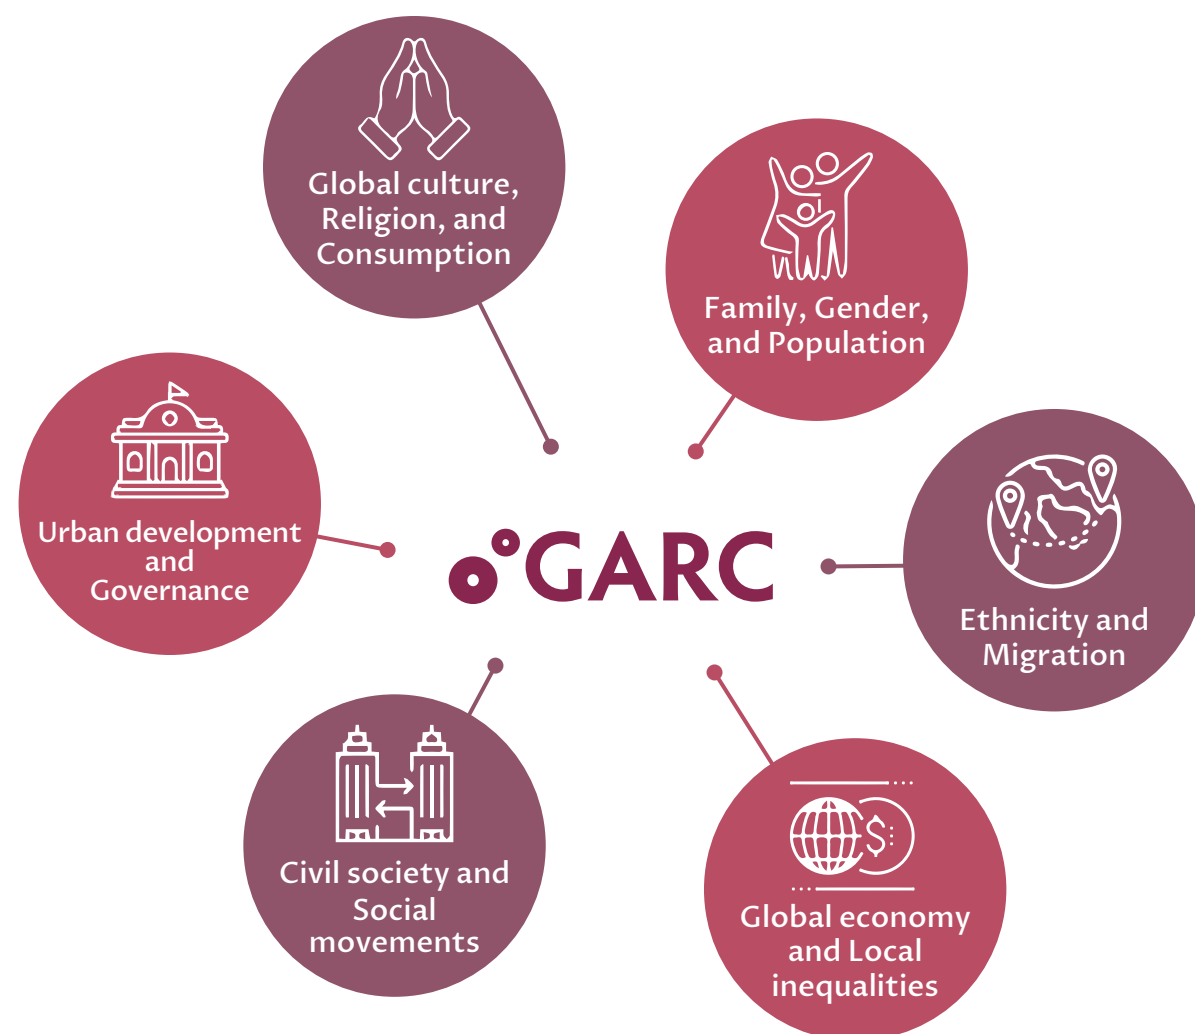 Global culture,
Religion, and
Consumption
Family, Gender,
and Population
Urban development
and
Governance
GARC
Ethnicity and
Migration
Civil society and
Social
movements
Global economy
and Local
inequalities